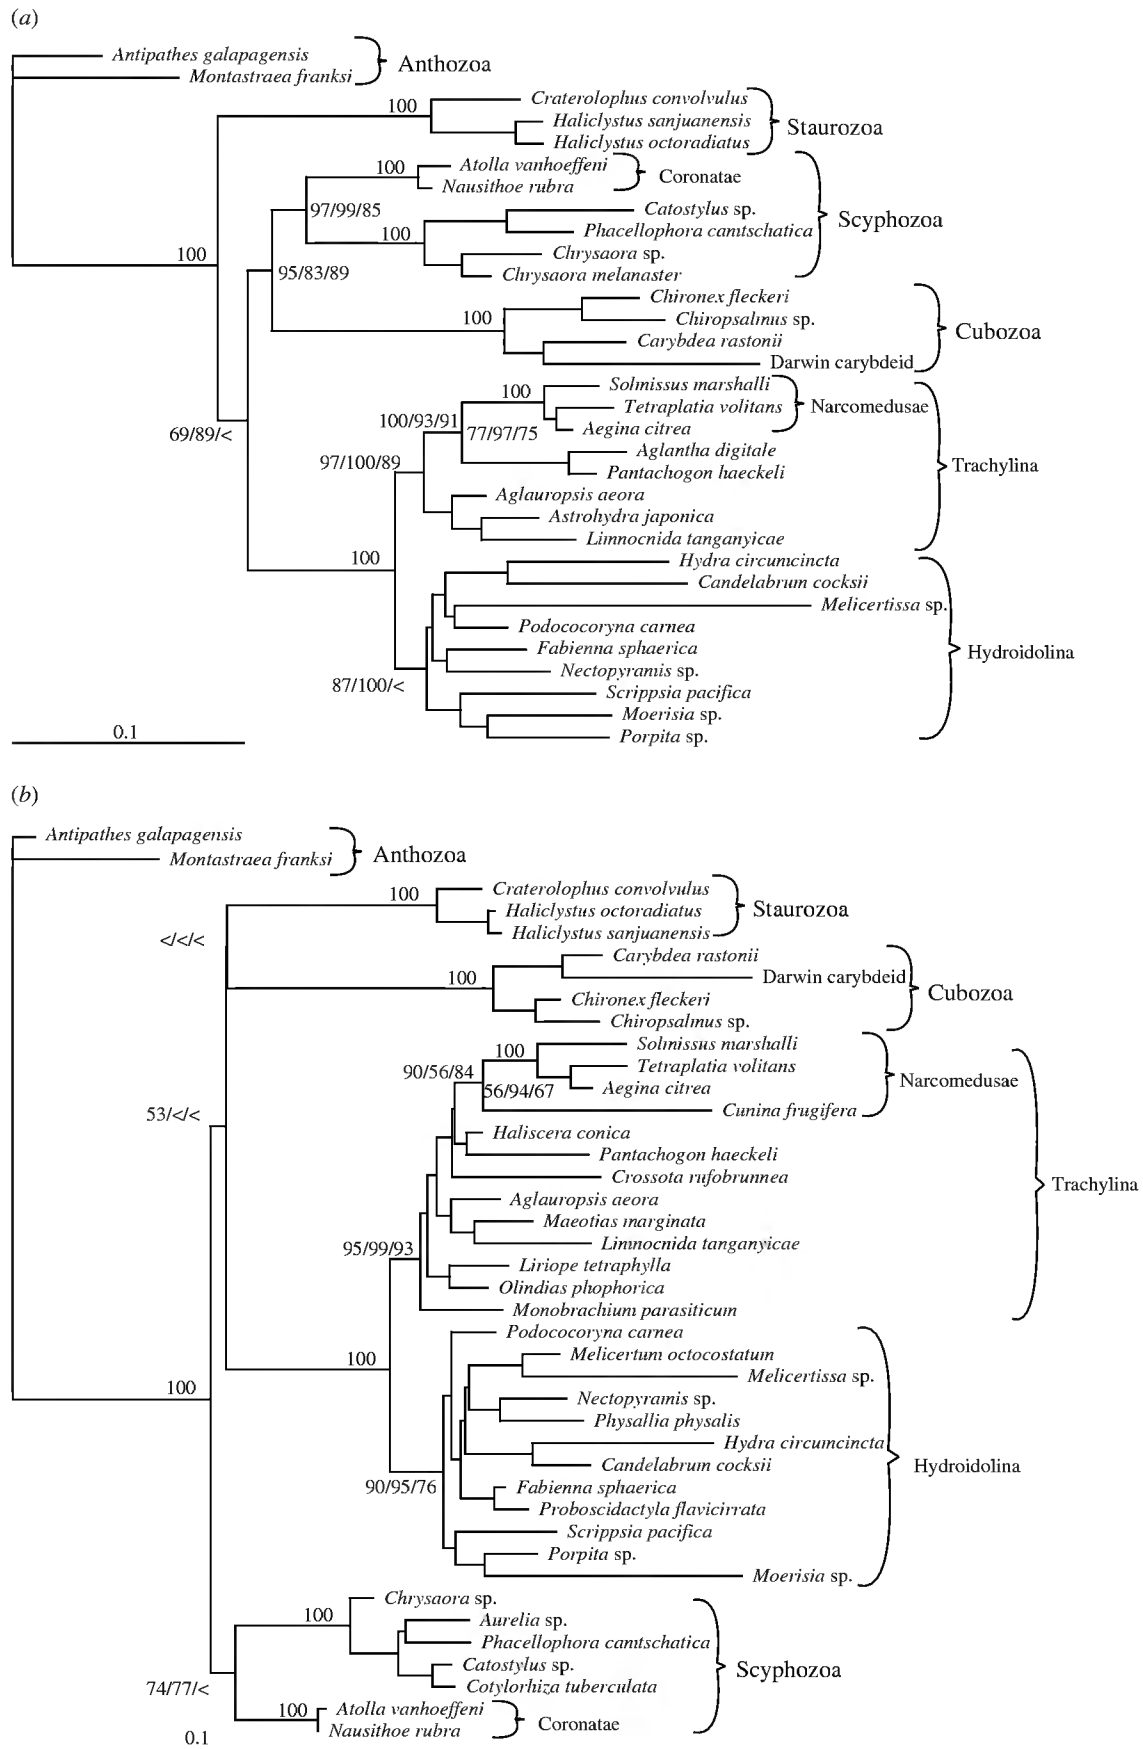 (a)
Antipathes galapagensis
Montastraea franksi
Anthozoa
100
Craterolophus convolvulus
Haliclystus sanjuanensis
Haliclystus octoradiatus
Staurozoa
100
Atolla vanhoeffeni
Nausithoe rubra
Coronatae
97/99/85
100
Catostylus sp.
Phacellophora camtschatica
Chrysaora sp.
Chrysaora melanaster
Scyphozoa
100
95/83/89
100
Chironex fleckeri
Chiropsalmus sp.
Carybdea rastonii
Darwin carybdeid
Cubozoa
100
Solmissus marshalli
Tetraplatia volitans
Aegina citrea
Narcomedusae
100/93/91
77/97/75
69/89/<
97/100/89
Aglantha digitale
Pantachogon haeckeli
Aglauropsis aeora
Astrohydra japonica
Limnocnida tanganyicae
Trachylina
100
Hydra circumcincta
Candelabrum cocksii
Melicertissa sp.
Podococoryna carnea
Fabienna sphaerica
Nectopyramis sp.
87/100/<
Scrippsia pacifica
Moerisia sp.
Porpita sp.
Hydroidolina
0.1
(b)
Antipathes galapagensis
Montastraea franksi
Anthozoa
100
Craterolophus convolvulus
Haliclystus octoradiatus
Haliclystus sanjuanensis
Staurozoa
</</<
100
Carybdea rastonii
Darwin carybdeid
Chironex fleckeri
Chiropsalmus sp.
Cubozoa
100
Solmissus marshalli
Tetraplatia volitans
Aegina citrea
Cunina frugifera
Narcomedusae
90/56/84
56/94/67
53/</<
Haliscera conica
Pantachogon haeckeli
Crossota rufobrunnea
Aglauropsis aeora
Maeotias marginata
Limnocnida tanganyicae
95/99/93
Liriope tetraphylla
Olindias phophorica
Monobrachium parasiticum
Trachylina
100
Podococoryna carnea
Melicertum octocostatum
Melicertissa sp.
100
Nectopyramis sp.
Physallia physalis
Hydra circumcincta
Candelabrum cocksii
90/95/76
Fabienna sphaerica
Proboscidactyla flavicirrata
Scrippsia pacifica
Porpita sp.
Moerisia sp.
Hydroidolina
Chrysaora sp.
100
Aurelia sp.
Phacellophora camtschatica
Catostylus sp.
Cotylorhiza tuberculata
Scyphozoa
74/77/<
100
Atolla vanhoeffeni
Nausithoe rubra
Coronatae
0.1